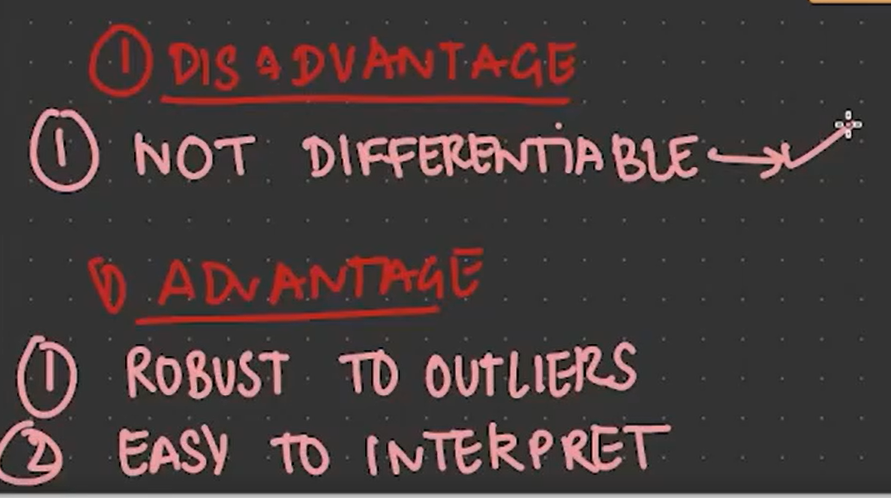 ① DISADVANTAGE
① NOT DIFFERENTIABLE →
ADVANTAGE
① ROBUST TO OUTLIERS
② EASY TO INTERPRET